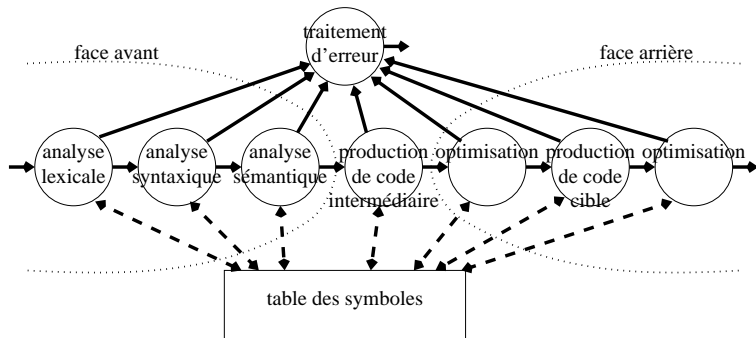 traitement
d'erreur
face avant
face arrière
analyse
lexicale
analyse
syntaxique
analyse
sémantique
production
de code
intermédiaire
optimisation
production
de code
cible
optimisation
table des symboles